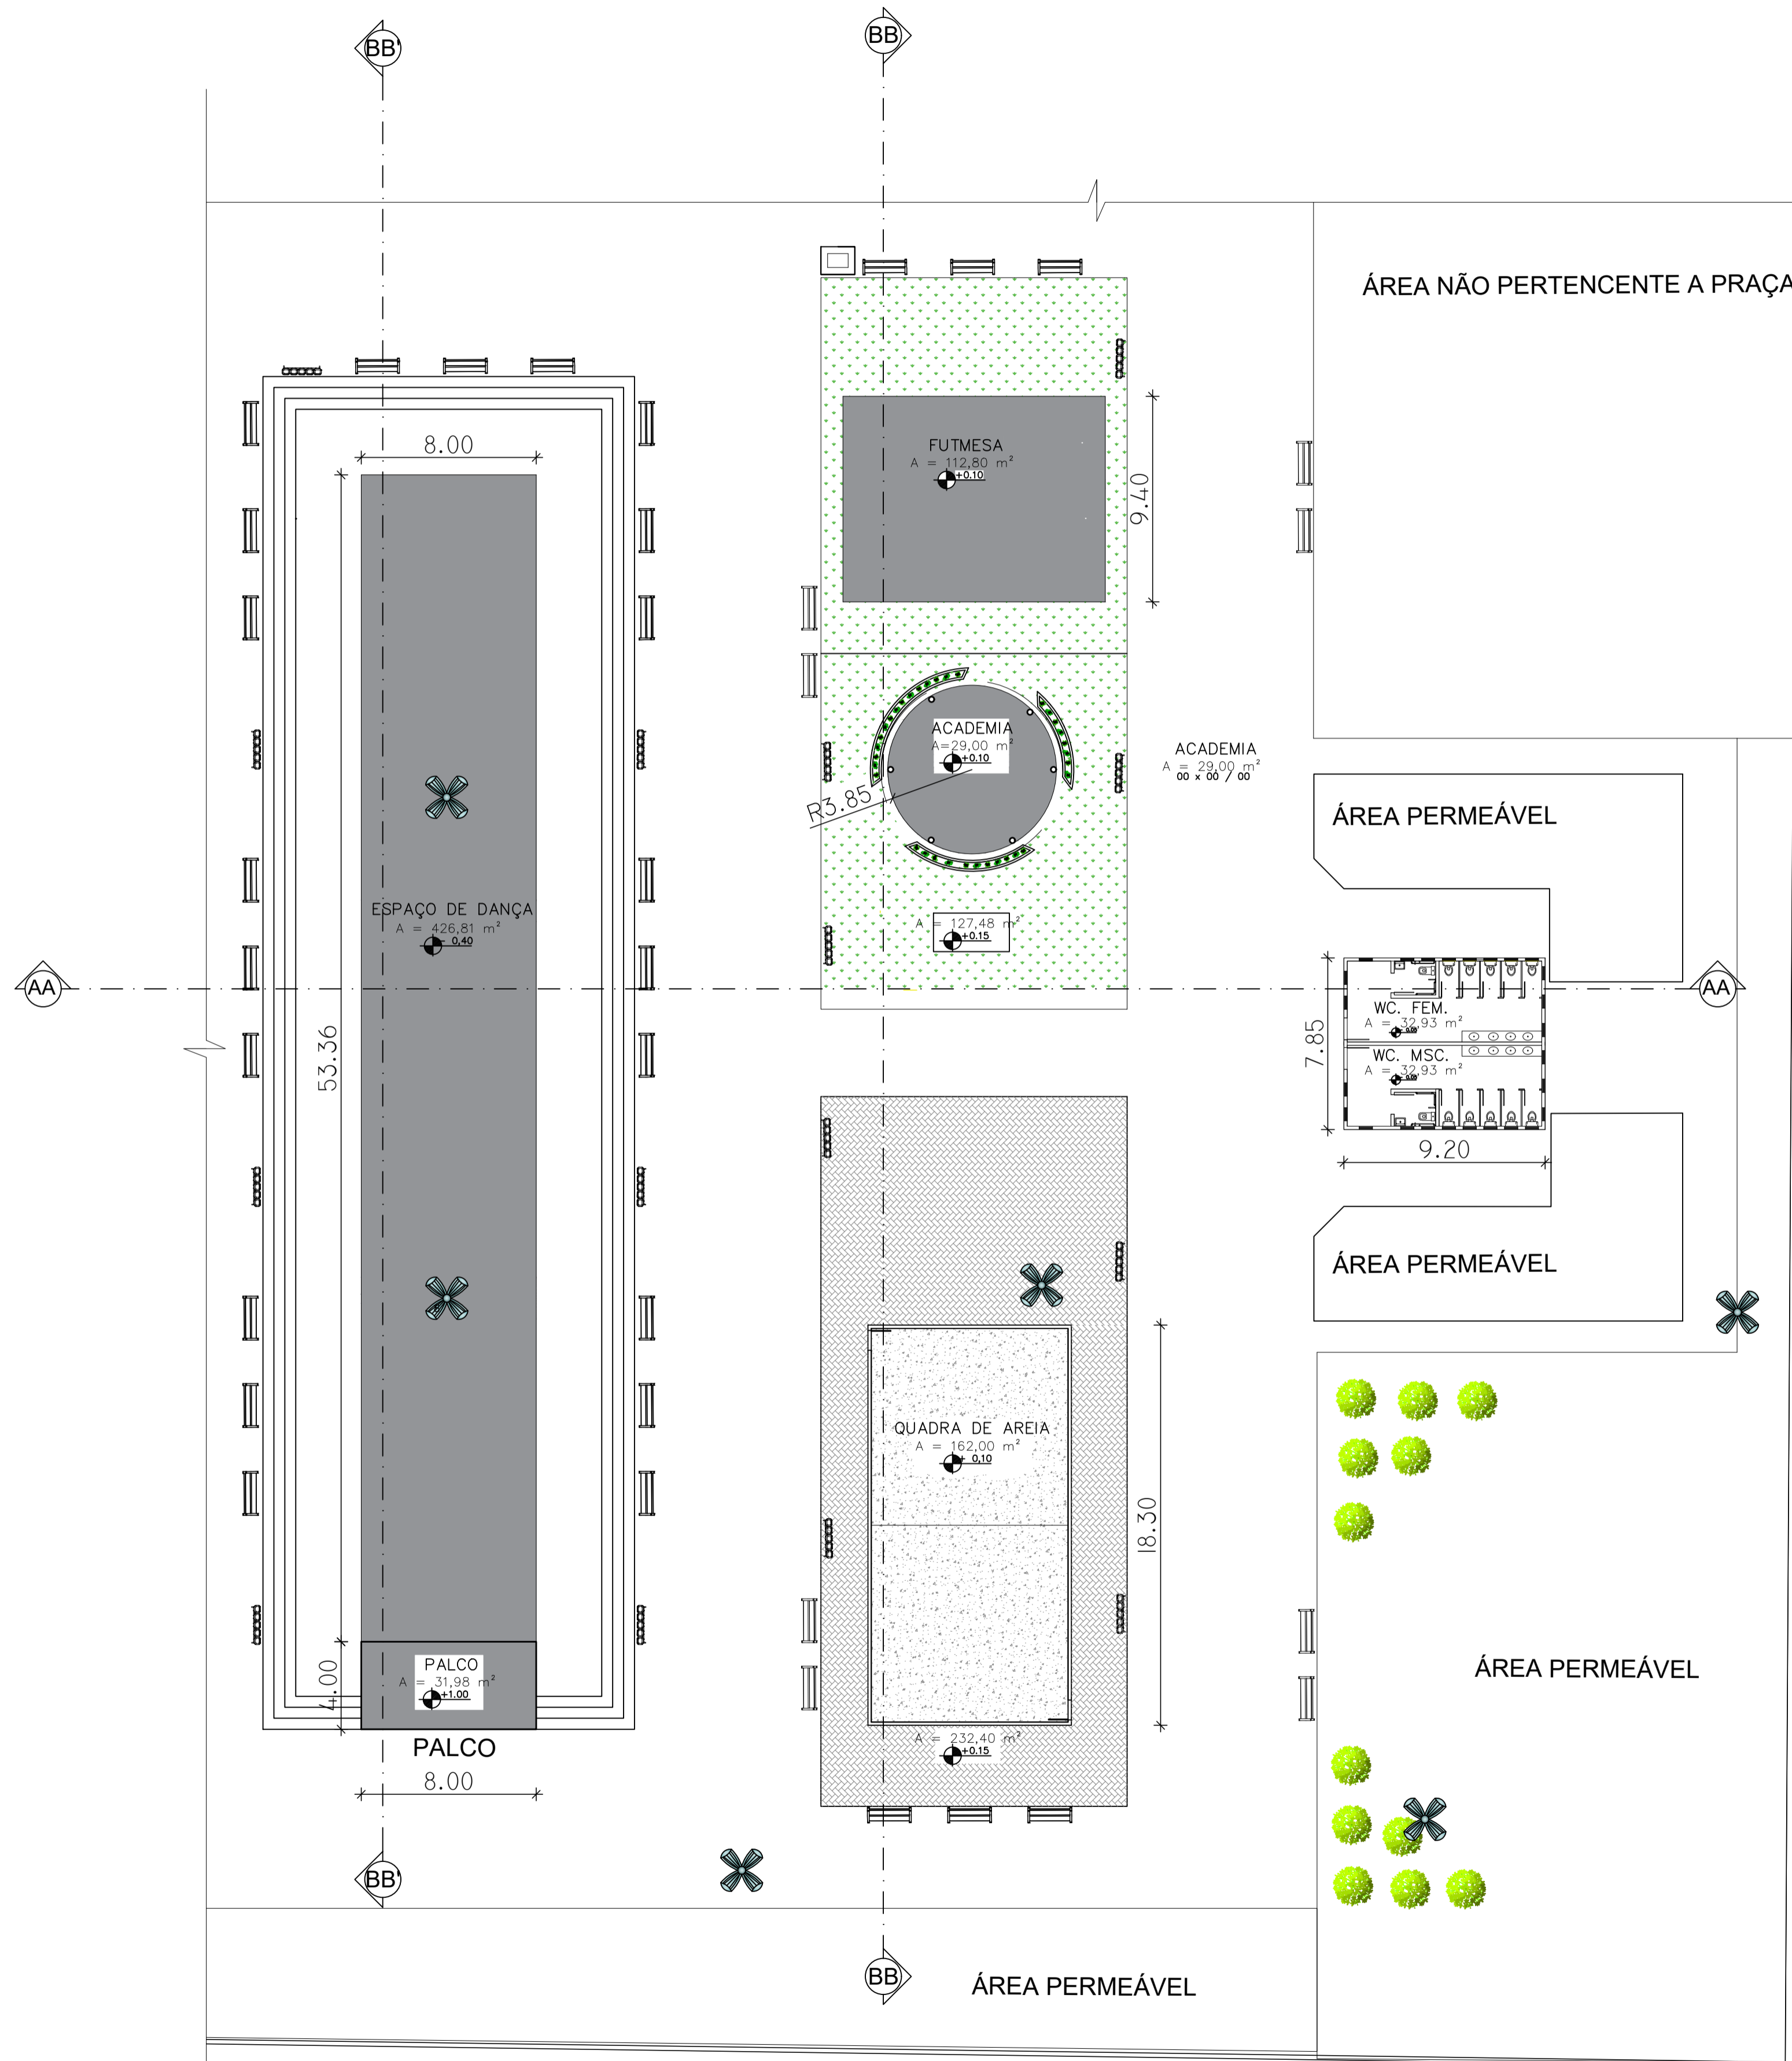 BB'
BB
ÁREA NÃO PERTENCENTE A PRAÇA
8.00
FUTMESA
A = 112,80 m²
+0.10
9.40
ACADEMIA
A=29,00 m²
+0.10
R3.85
ACADEMIA
A = 29,00 m²
00 x 00 / 00
ÁREA PERMEÁVEL
ESPAÇO DE DANÇA
A = 426,81 m²
- 0,40
A = 127,48 m²
+0.15
AA
AA
53.36
WC. FEM.
A = 32,93 m²
7.85
WC. MSC.
A = 32,93 m²
9.20
ÁREA PERMEÁVEL
QUADRA DE AREIA
A = 162,00 m²
+ 0,10
18.30
4.00
PALCO
A = 31,98 m²
+1.00
ÁREA PERMEÁVEL
PALCO
A = 232,40 m²
+0.15
8.00
BB'
BB
ÁREA PERMEÁVEL